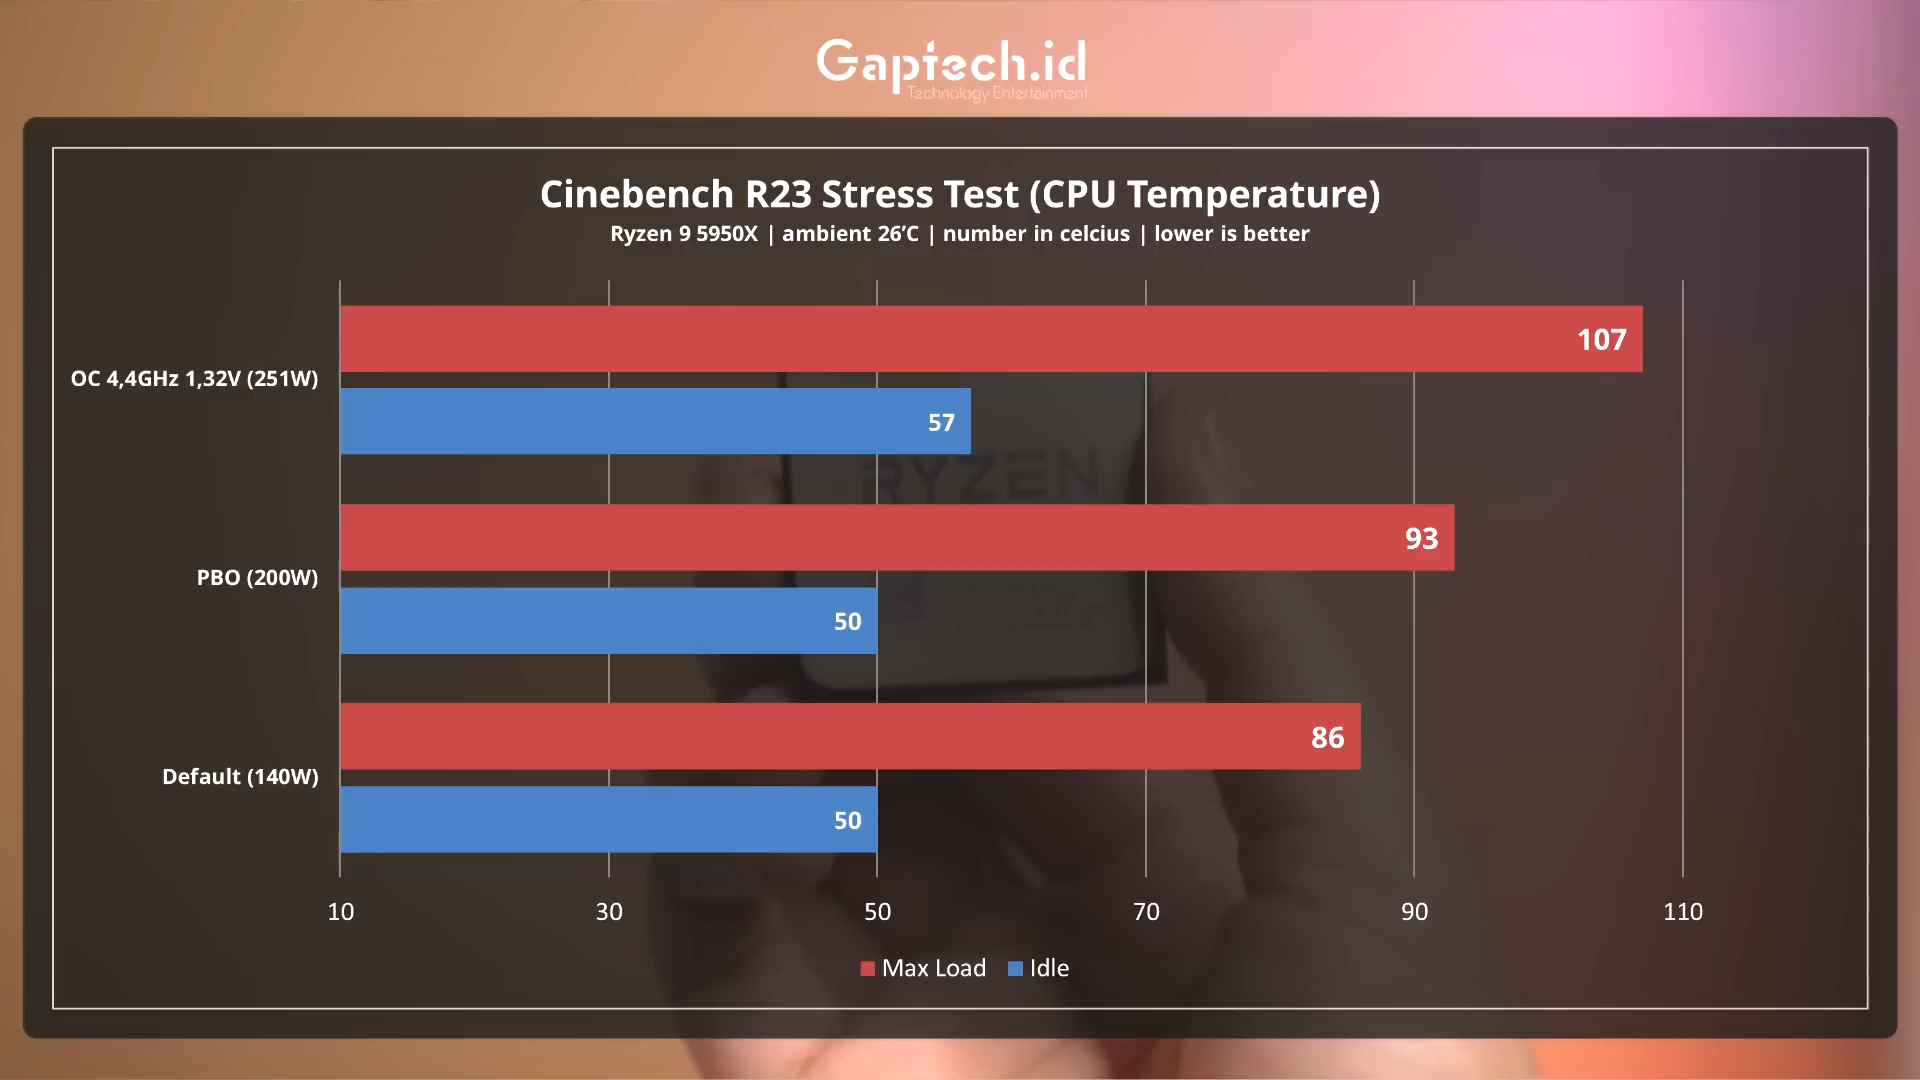 Gaptech.id
Technology Entertainment
Cinebench R23 Stress Test (CPU Temperature)
Ryzen 9 5950X | ambient 26’C | number in celcius | lower is better
107
OC 4,4GHz 1,32V (251W)
57
RYZEN
93
PBO (200W)
50
86
Default (140W)
50
10 30 50 70 90 110
Max Load Idle